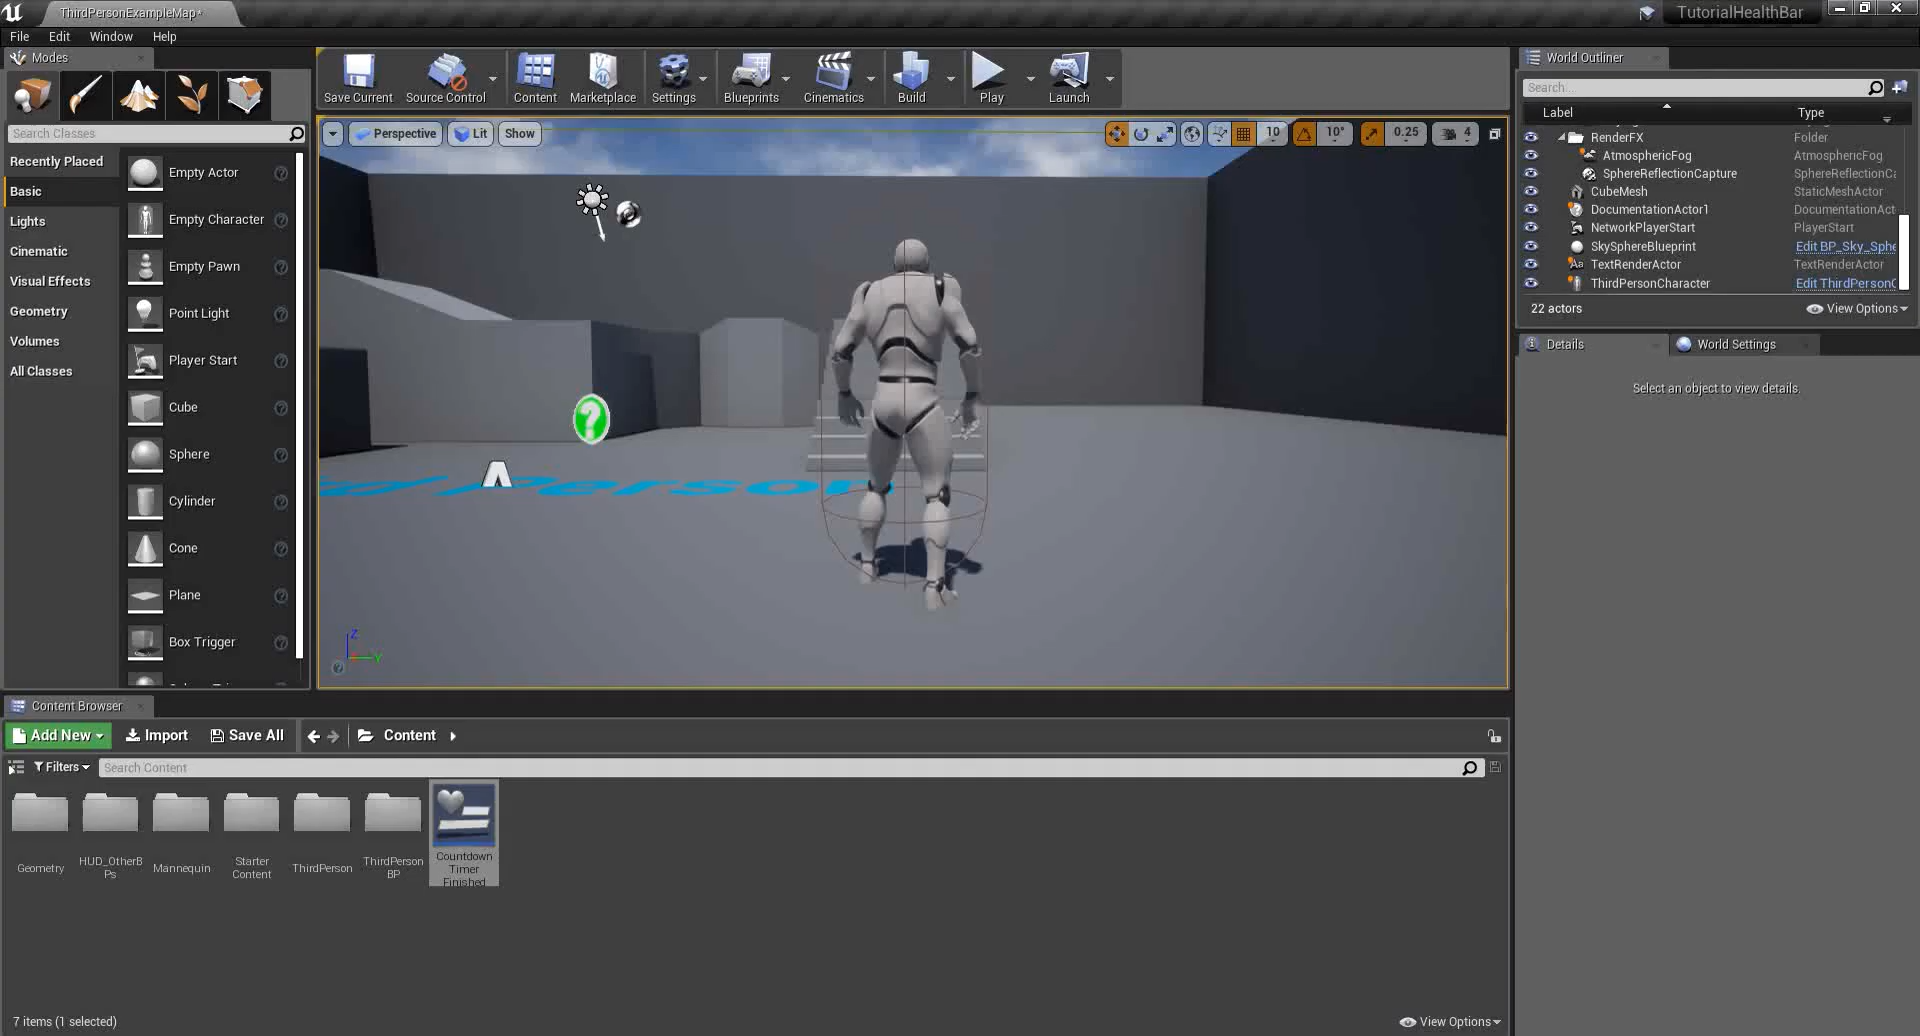 ThirdPersonExampleMap*
TutorialHealthBar
File Edit Window Help
Modes
Save Current Source Control Content Marketplace Settings Blueprints Cinematics Build Play Launch
World Outliner
Search...
Label Type
Search Classes
Perspective Lit Show
10 10° 0.25 4
RenderFX Folder
AtmosphericFog AtmosphericFog
SphereReflectionCapture SphereReflectionCa
CubeMesh StaticMeshActor
DocumentationActor1 DocumentationAct
NetworkPlayerStart PlayerStart
SkySphereBlueprint Edit BP_Sky_Sphe
TextRenderActor TextRenderActor
ThirdPersonCharacter Edit ThirdPersonC
22 actors View Options
Details World Settings
Select an object to view details.
Recently Placed
Basic
Lights
Cinematic
Visual Effects
Geometry
Volumes
All Classes
Empty Actor
Empty Character
Empty Pawn
Point Light
Player Start
Cube
Sphere
Cylinder
Cone
Plane
Box Trigger
Person
Z
Y
Content Browser
Add New Import Save All Content
Filters Search Content
Geometry
HUD_OtherB
Ps
Mannequin
Starter
Content
ThirdPerson
ThirdPerson
BP
Countdown
Timer
Finished
7 items (1 selected)
View Options